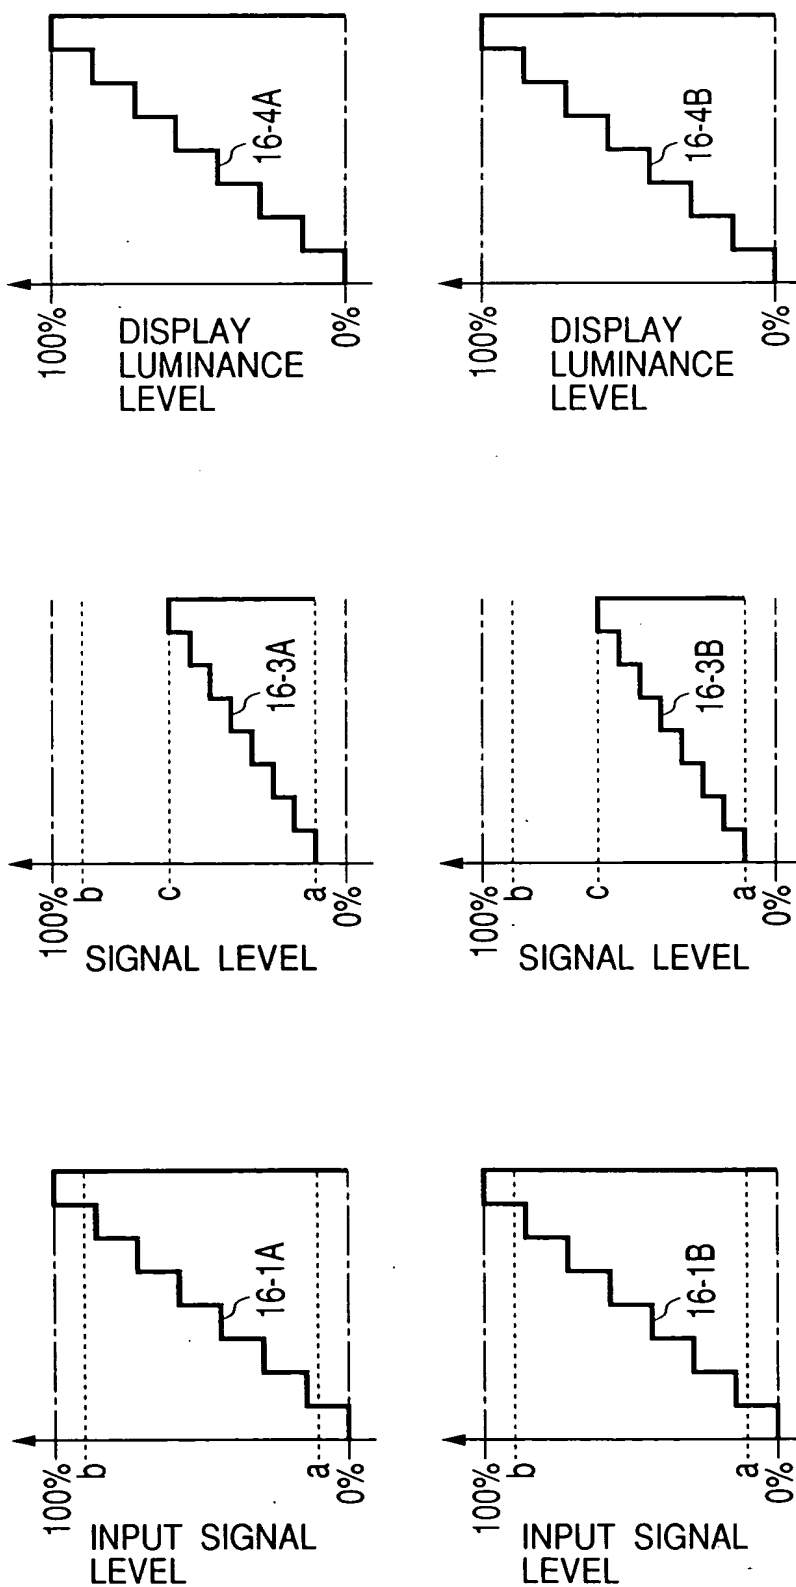 100%
b
a
0%
INPUT SIGNAL
LEVEL
16-1A
100%
b
c
a
0%
SIGNAL LEVEL
16-3A
100%
0%
DISPLAY
LUMINANCE
LEVEL
16-4A
100%
b
a
0%
INPUT SIGNAL
LEVEL
16-1B
100%
b
c
a
0%
SIGNAL LEVEL
16-3B
100%
0%
DISPLAY
LUMINANCE
LEVEL
16-4B